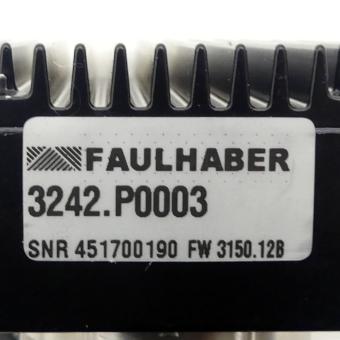 FAULHABER
3242.P0003
SNR 451700190 FW 3150.12B